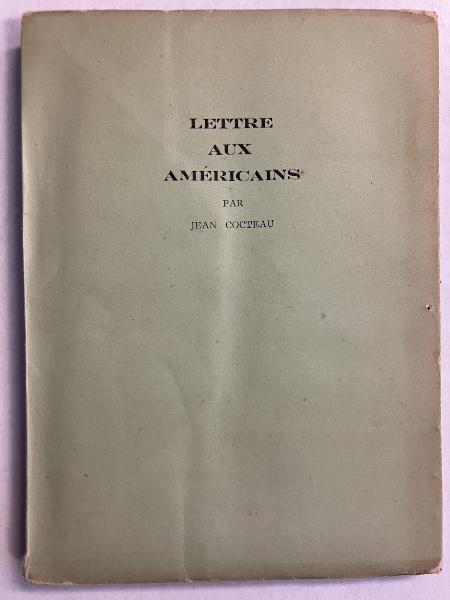 LETTRE
AUX
AMÉRICAINS
PAR
JEAN COCTEAU